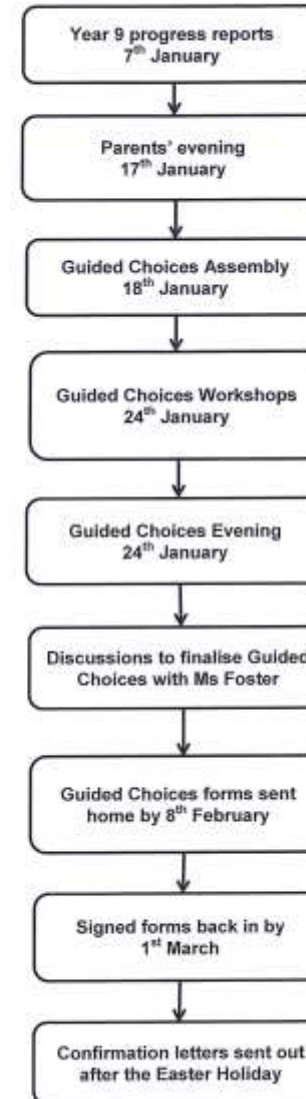 Year 9 progress reports
7th January
Parents' evening
17th January
Guided Choices Assembly
18th January
Guided Choices Workshops
24th January
Guided Choices Evening
24th January
Discussions to finalise Guided
Choices with Ms Foster
Guided Choices forms sent
home by 8th February
Signed forms back in by
1st March
Confirmation letters sent out
after the Easter Holiday